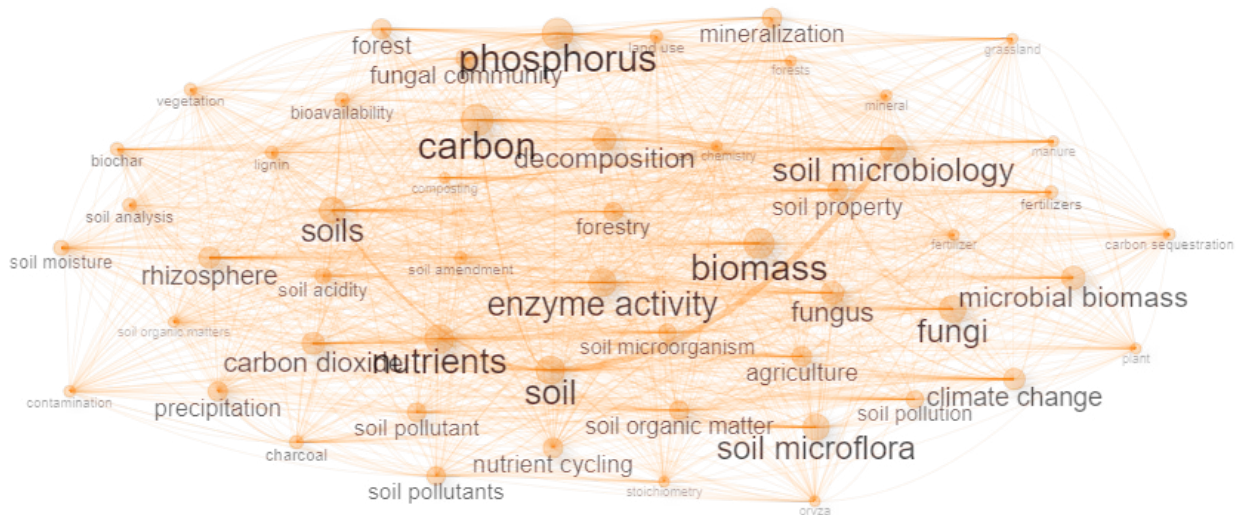 forest
phosphorus
land use
mineralization
grassland
fungal community
forests
vegetation
bioavailability
mineral
biochar
lignin
carbon
decomposition
chemistry
soil microbiology
manure
composting
soil analysis
soils
forestry
soil property
fertilizers
soil moisture
rhizosphere
soil acidity
soil amendment
biomass
fertilizer
carbon sequestration
soil organic matters
enzyme activity
fungus
microbial biomass
fungi
carbon dioxide
nutrients
soil microorganism
agriculture
plant
contamination
precipitation
soil pollutant
soil
soil organic matter
soil pollution
climate change
charcoal
soil pollutants
nutrient cycling
stoichiometry
soil microflora
oryza